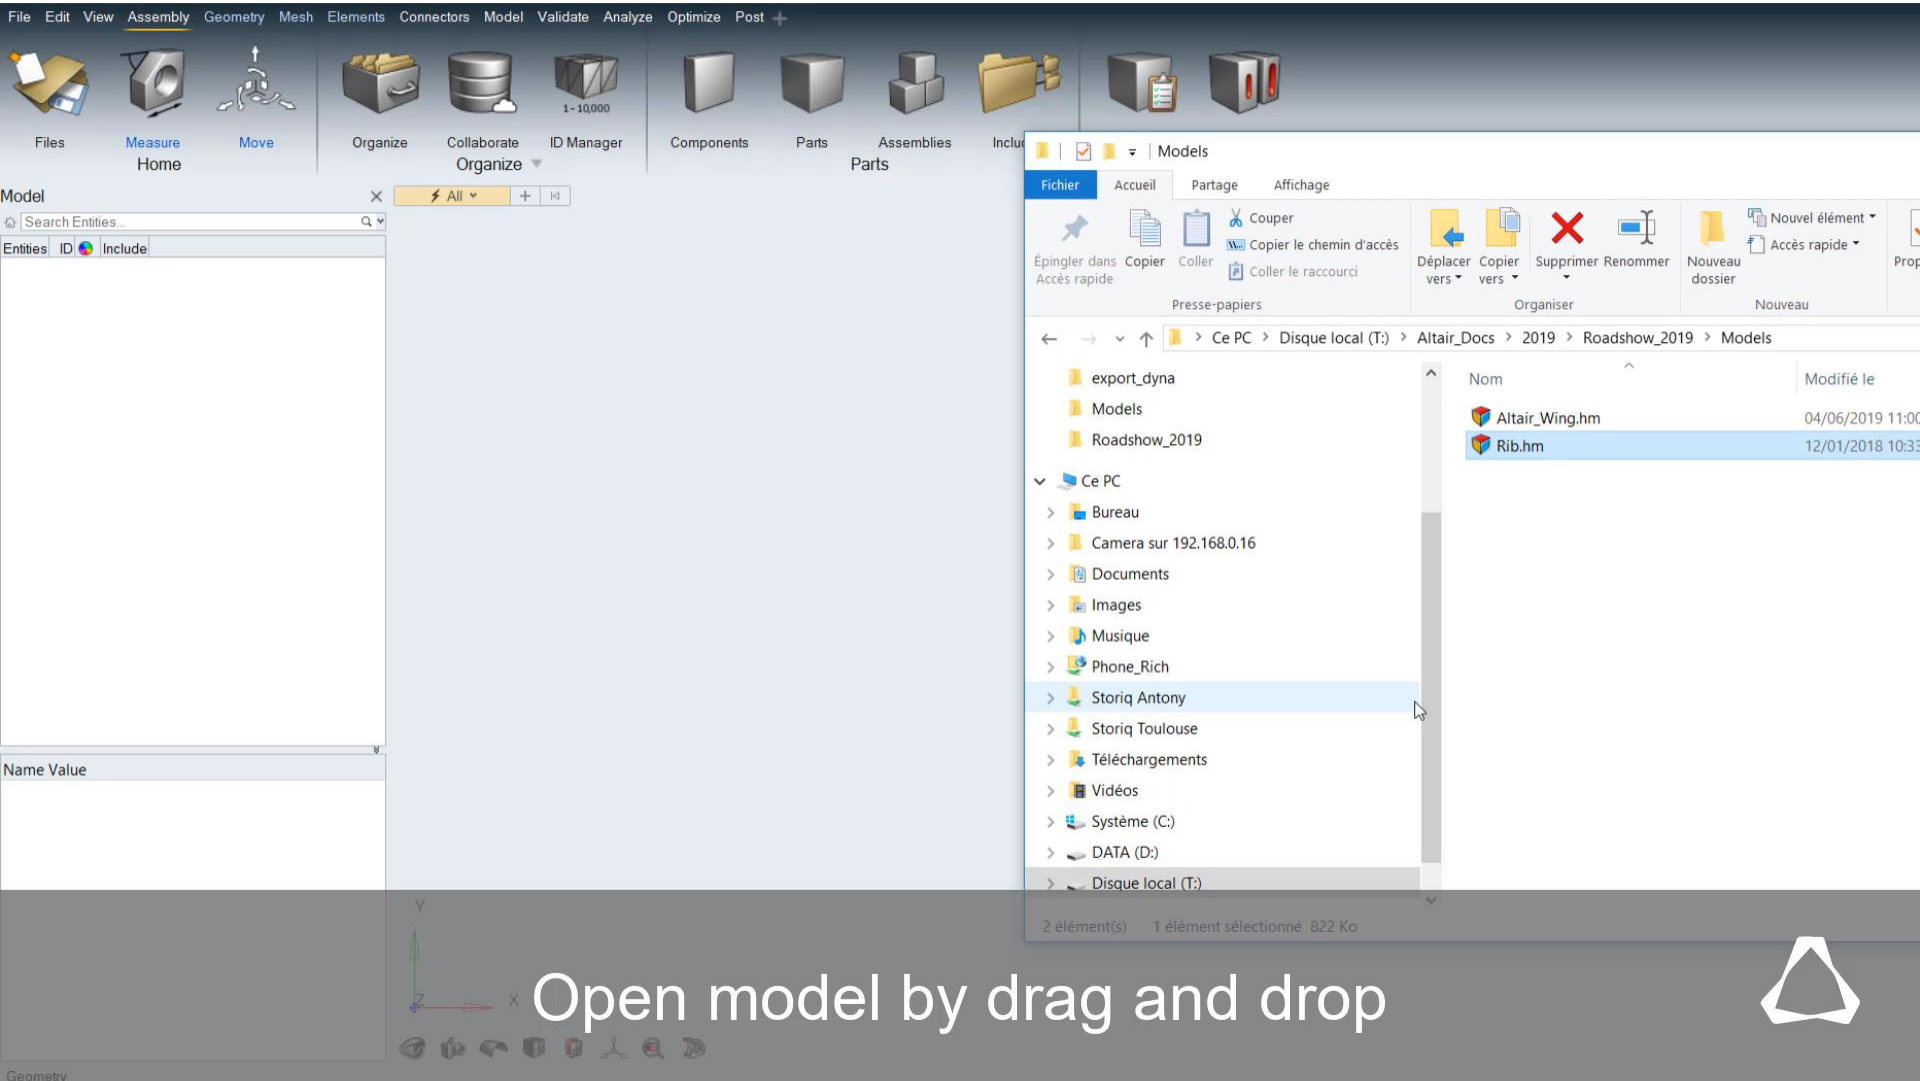 File Edit View Assembly Geometry Mesh Elements Connectors Model Validate Analyze Optimize Post
1-10,000
Files Measure Move Organize Collaborate ID Manager Components Parts Assemblies
Home Organize Parts
Model
All
Search Entities...
Entities ID Include
Name Value
Models
Fichier Accueil Partage Affichage
Épingler dans
Accès rapide
Copier
Coller
Couper
Copier le chemin d'accès
Coller le raccourci
Déplacer
vers
Copier
vers
Supprimer
Renommer
Nouveau
dossier
Nouvel élément
Accès rapide
Presse-papiers Organiser Nouveau
Ce PC Disque local (T:) Altair_Docs 2019 Roadshow_2019 Models
export_dyna
Models
Roadshow_2019
Ce PC
Bureau
Camera sur 192.168.0.16
Documents
Images
Musique
Phone_Rich
Storiq Antony
Storiq Toulouse
Téléchargements
Vidéos
Système (C:)
DATA (D:)
Disque local (T:)
Nom Modifié le
Altair_Wing.hm 04/06/2019 11:00
Rib.hm 12/01/2018 10:33
2 élément(s) 1 élément sélectionné 822 Ko
Y
Z
X
Open model by drag and drop
Geometry